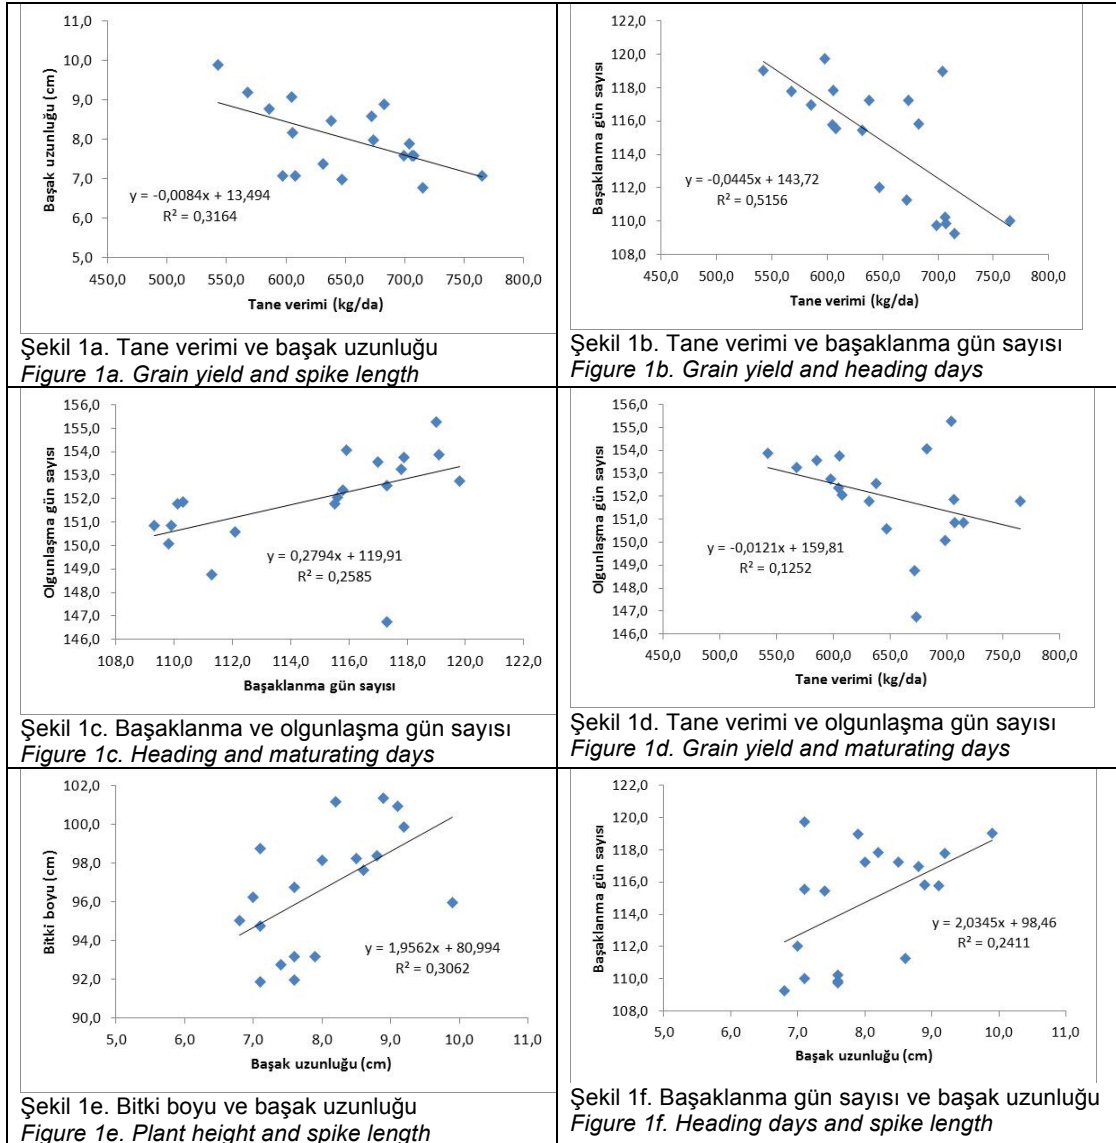 11,0
10,0
9,0
8,0
7,0
6,0
5,0
Başak uzunluğu (cm)
y = -0,0084x + 13,494
R² = 0,3164
450,0 500,0 550,0 600,0 650,0 700,0 750,0 800,0
Tane verimi (kg/da)
Şekil 1a. Tane verimi ve başak uzunluğu
Figure 1a. Grain yield and spike length
122,0
120,0
118,0
116,0
114,0
112,0
110,0
108,0
Başaklanma gün sayısı
y = -0,0445x + 143,72
R² = 0,5156
450,0 500,0 550,0 600,0 650,0 700,0 750,0 800,0
Tane verimi (kg/da)
Şekil 1b. Tane verimi ve başaklanma gün sayısı
Figure 1b. Grain yield and heading days
156,0
155,0
154,0
153,0
152,0
151,0
150,0
149,0
148,0
147,0
146,0
Olgunlaşma gün sayısı
y = 0,2794x + 119,91
R² = 0,2585
108,0 110,0 112,0 114,0 116,0 118,0 120,0 122,0
Başaklanma gün sayısı
Şekil 1c. Başaklanma ve olgunlaşma gün sayısı
Figure 1c. Heading and maturating days
156,0
155,0
154,0
153,0
152,0
151,0
150,0
149,0
148,0
147,0
146,0
Olgunlaşma gün sayısı
y = -0,0121x + 159,81
R² = 0,1252
450,0 500,0 550,0 600,0 650,0 700,0 750,0 800,0
Tane verimi (kg/da)
Şekil 1d. Tane verimi ve olgunlaşma gün sayısı
Figure 1d. Grain yield and maturating days
102,0
100,0
98,0
96,0
94,0
92,0
90,0
Bitki boyu (cm)
y = 1,9562x + 80,994
R² = 0,3062
5,0 6,0 7,0 8,0 9,0 10,0 11,0
Başak uzunluğu (cm)
Şekil 1e. Bitki boyu ve başak uzunluğu
Figure 1e. Plant height and spike length
122,0
120,0
118,0
116,0
114,0
112,0
110,0
108,0
Başaklanma gün sayısı
y = 2,0345x + 98,46
R² = 0,2411
5,0 6,0 7,0 8,0 9,0 10,0 11,0
Başak uzunluğu (cm)
Şekil 1f. Başaklanma gün sayısı ve başak uzunluğu
Figure 1f. Heading days and spike length